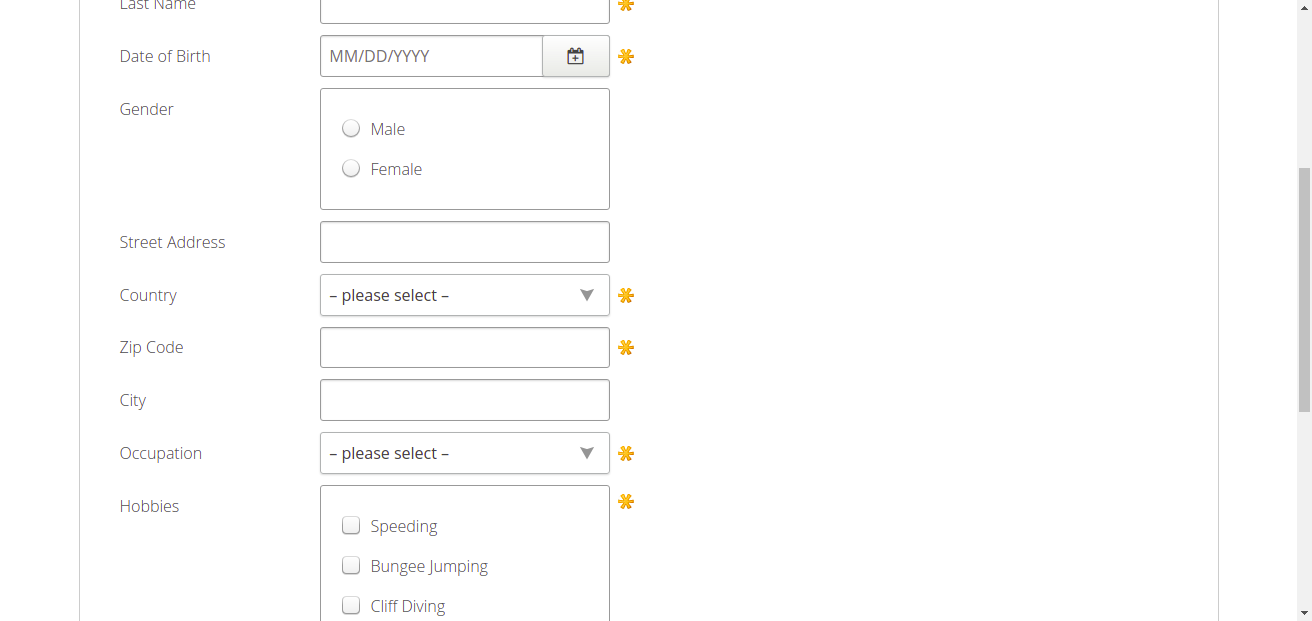 Last Name
Date of Birth
MM/DD/YYYY
Gender
Male
Female
Street Address
Country
– please select –
Zip Code
City
Occupation
– please select –
Hobbies
Speeding
Bungee Jumping
Cliff Diving